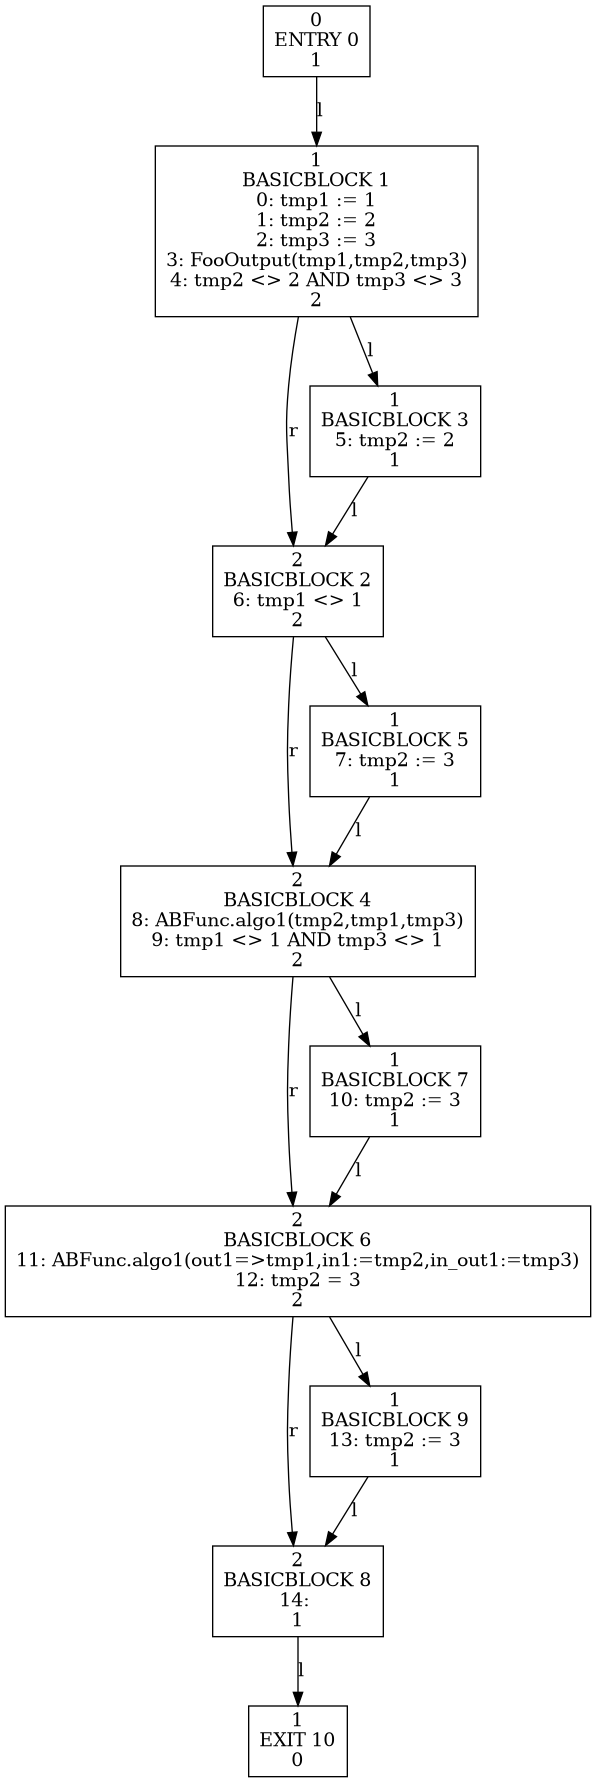 0
ENTRY 0
1
l
1
BASICBLOCK 1
0: tmp1 := 1
1: tmp2 := 2
2: tmp3 := 3
3: FooOutput(tmp1,tmp2,tmp3)
4: tmp2 <> 2 AND tmp3 <> 3
2
l
1
BASICBLOCK 3
5: tmp2 := 2
1
r
l
2
BASICBLOCK 2
6: tmp1 <> 1
2
l
1
BASICBLOCK 5
7: tmp2 := 3
1
r
l
2
BASICBLOCK 4
8: ABFunc.algo1(tmp2,tmp1,tmp3)
9: tmp1 <> 1 AND tmp3 <> 1
2
l
1
BASICBLOCK 7
10: tmp2 := 3
1
r
l
2
BASICBLOCK 6
11: ABFunc.algo1(out1=>tmp1,in1:=tmp2,in_out1:=tmp3)
12: tmp2 = 3
2
l
1
BASICBLOCK 9
13: tmp2 := 3
1
r
l
2
BASICBLOCK 8
14:
1
l
1
EXIT 10
0